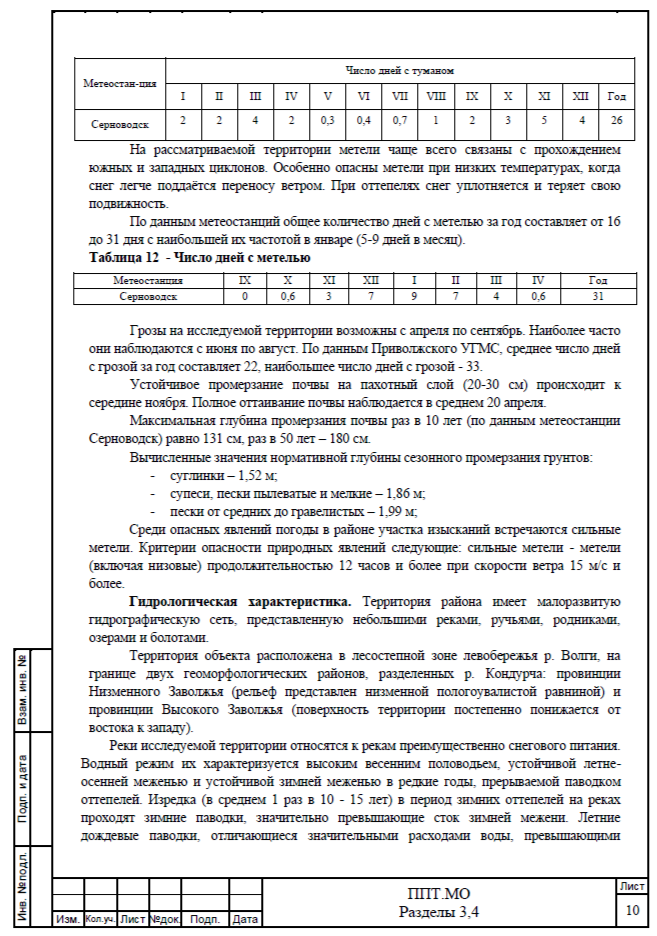 Метеостан-ция Число дней с туманом
I II III IV V VI VII VIII IX X XI XII Год
Серноводск 2 2 4 2 0,3 0,4 0,7 1 2 3 5 4 26
На рассматриваемой территории метели чаще всего связаны с прохождением
южных и западных циклонов. Особенно опасны метели при низких температурах, когда
снег легче поддаётся переносу ветром. При оттепелях снег уплотняется и теряет свою
подвижность.
По данным метеостанций общее количество дней с метелью за год составляет от 16
до 31 дня с наибольшей их частотой в январе (5-9 дней в месяц).
Таблица 12 - Число дней с метелью
Метеостанция IX X XI XII I II III IV Год
Серноводск 0 0,6 3 7 9 7 4 0,6 31
Грозы на исследуемой территории возможны с апреля по сентябрь. Наиболее часто
они наблюдаются с июня по август. По данным Приволжского УГМС, среднее число дней
с грозой за год составляет 22, наибольшее число дней с грозой - 33.
Устойчивое промерзание почвы на пахотный слой (20-30 см) происходит к
середине ноября. Полное оттаивание почвы наблюдается в среднем 20 апреля.
Максимальная глубина промерзания почвы раз в 10 лет (по данным метеостанции
Серноводск) равно 131 см, раз в 50 лет – 180 см.
Вычисленные значения нормативной глубины сезонного промерзания грунтов:
- суглинки – 1,52 м;
- супеси, пески пылеватые и мелкие – 1,86 м;
- пески от средних до гравелистых – 1,99 м;
Среди опасных явлений погоды в районе участка изысканий встречаются сильные
метели. Критерии опасности природных явлений следующие: сильные метели - метели
(включая низовые) продолжительностью 12 часов и более при скорости ветра 15 м/с и
более.
Гидрологическая характеристика. Территория района имеет малоразвитую
гидрографическую сеть, представленную небольшими реками, ручьями, родниками,
озерами и болотами.
Территория объекта расположена в лесостепной зоне левобережья р. Волги, на
границе двух геоморфологических районов, разделенных р. Кондурча: провинции
Низменного Заволжья (рельеф представлен низменной пологоувалистой равниной) и
провинции Высокого Заволжья (поверхность территории постепенно понижается от
востока к западу).
Реки исследуемой территории относятся к рекам преимущественно снегового питания.
Водный режим их характеризуется высоким весенним половодьем, устойчивой летне-
осенней меженью и устойчивой зимней меженью в редкие годы, прерываемой паводком
оттепелей. Изредка (в среднем 1 раз в 10 - 15 лет) в период зимних оттепелей на реках
проходят зимние паводки, значительно превышающие сток зимней межени. Летние
дождевые паводки, отличающиеся значительными расходами воды, превышающими
Взам. инв. №
Подп. и дата
Инв. №подл.
Изм. Кол.уч. Лист №док. Подп. Дата
ППТ.МО
Разделы 3,4
Лист
10